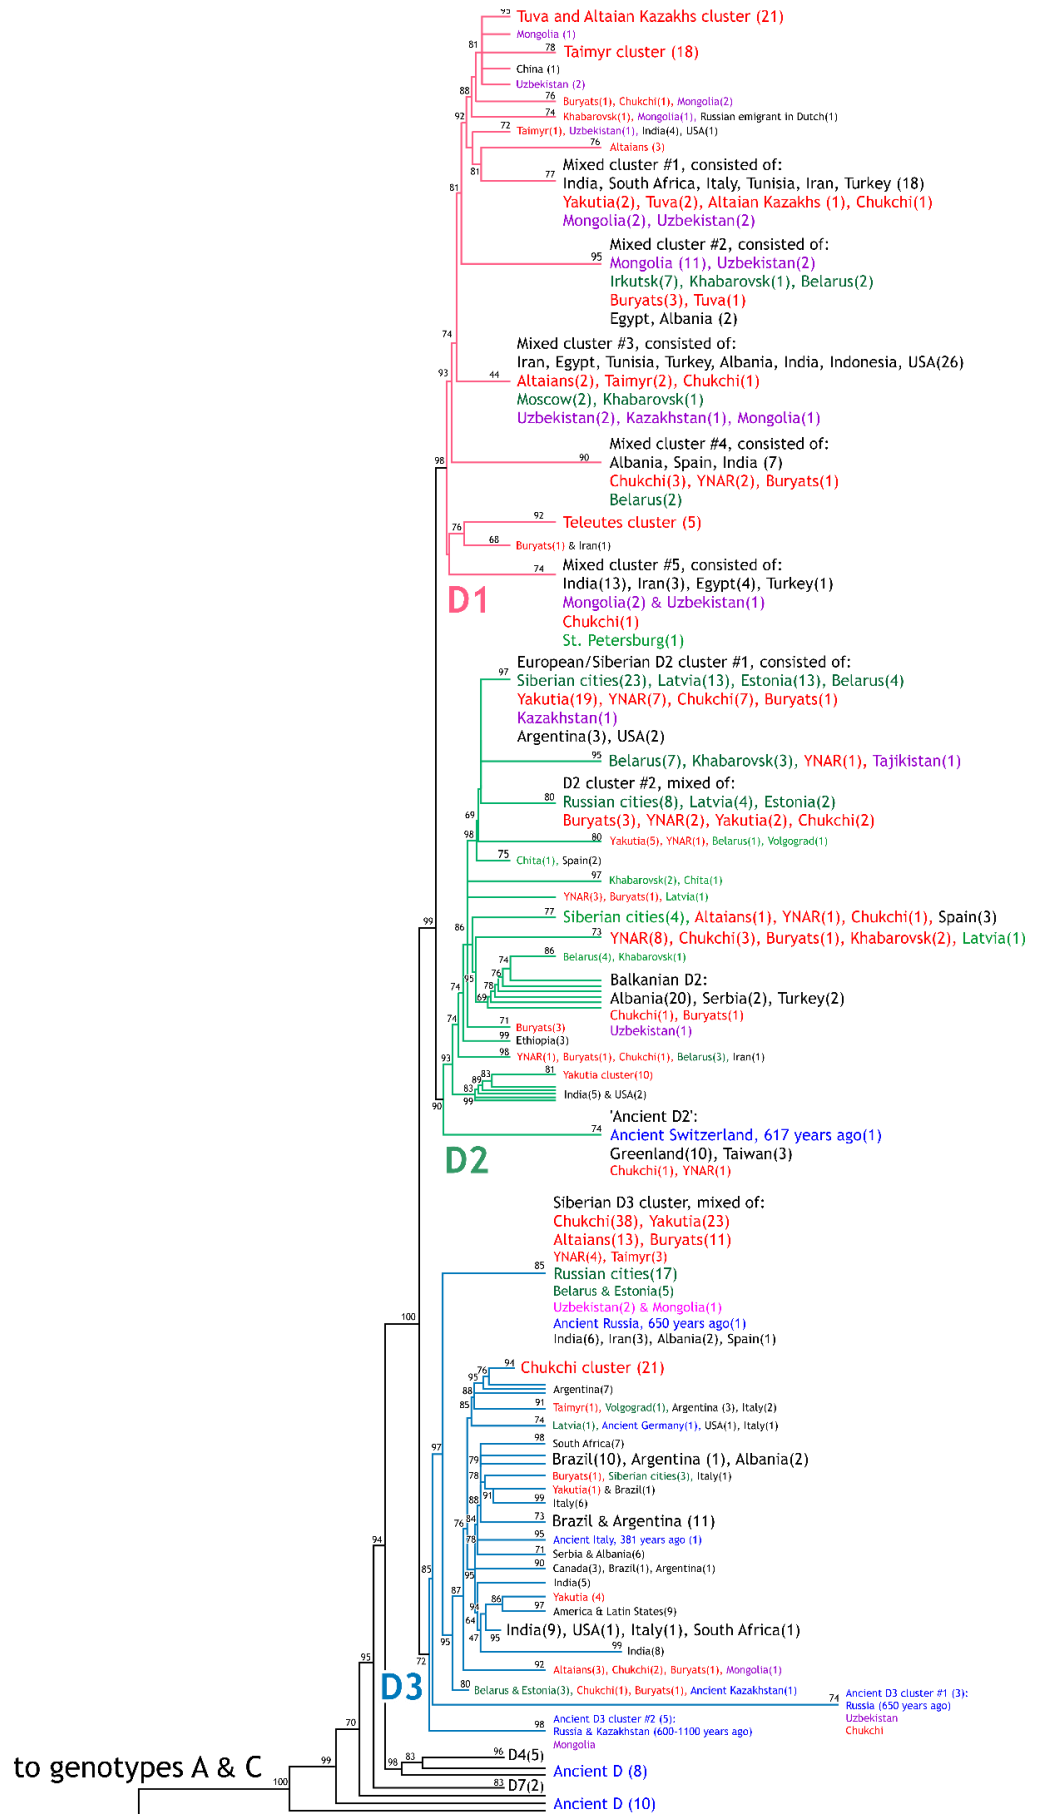 95 Tuva and Altaian Kazakhs cluster (21)
Mongolia (1)
81
78 Taimyr cluster (18)
China (1)
Uzbekistan (2)
88
76 Buryats(1), Chukchi(1), Mongolia(2)
92
74 Khabarovsk(1), Mongolia(1), Russian emigrant in Dutch(1)
72 Taimyr(1), Uzbekistan(1), India(4), USA(1)
76 Altaians (3)
81
Mixed cluster #1, consisted of:
77 India, South Africa, Italy, Tunisia, Iran, Turkey (18)
Yakutia(2), Tuva(2), Altaian Kazakhs (1), Chukchi(1)
Mongolia(2), Uzbekistan(2)
81
Mixed cluster #2, consisted of:
95 Mongolia (11), Uzbekistan(2)
Irkutsk(7), Khabarovsk(1), Belarus(2)
Buryats(3), Tuva(1)
Egypt, Albania (2)
74
Mixed cluster #3, consisted of:
Iran, Egypt, Tunisia, Turkey, Albania, India, Indonesia, USA(26)
93
44 Altaians(2), Taimyr(2), Chukchi(1)
Moscow(2), Khabarovsk(1)
Uzbekistan(2), Kazakhstan(1), Mongolia(1)
Mixed cluster #4, consisted of:
98
90 Albania, Spain, India (7)
Chukchi(3), YNAR(2), Buryats(1)
Belarus(2)
92 Teleutes cluster (5)
76
68 Buryats(1) & Iran(1)
Mixed cluster #5, consisted of:
74 India(13), Iran(3), Egypt(4), Turkey(1)
D1
Mongolia(2) & Uzbekistan(1)
Chukchi(1)
St. Petersburg(1)
European/Siberian D2 cluster #1, consisted of:
97 Siberian cities(23), Latvia(13), Estonia(13), Belarus(4)
Yakutia(19), YNAR(7), Chukchi(7), Buryats(1)
Kazakhstan(1)
Argentina(3), USA(2)
95 Belarus(7), Khabarovsk(3), YNAR(1), Tajikistan(1)
D2 cluster #2, mixed of:
80 Russian cities(8), Latvia(4), Estonia(2)
Buryats(3), YNAR(2), Yakutia(2), Chukchi(2)
69
98
80 Yakutia(5), YNAR(1), Belarus(1), Volgograd(1)
75 Chita(1), Spain(2)
97 Khabarovsk(2), Chita(1)
YNAR(3), Buryats(1), Latvia(1)
77 Siberian cities(4), Altaians(1), YNAR(1), Chukchi(1), Spain(3)
99
86
73 YNAR(8), Chukchi(3), Buryats(1), Khabarovsk(2), Latvia(1)
86 Belarus(4), Khabarovsk(1)
74
76
95
78
69
Balkanian D2:
Albania(20), Serbia(2), Turkey(2)
Chukchi(1), Buryats(1)
Uzbekistan(1)
74
74
71 Buryats(3)
99 Ethiopia(3)
93
98 YNAR(1), Buryats(1), Chukchi(1), Belarus(3), Iran(1)
81 Yakutia cluster(10)
83
89
83
99
India(5) & USA(2)
90
'Ancient D2':
74 Ancient Switzerland, 617 years ago(1)
Greenland(10), Taiwan(3)
Chukchi(1), YNAR(1)
D2
Siberian D3 cluster, mixed of:
Chukchi(38), Yakutia(23)
Altaians(13), Buryats(11)
YNAR(4), Taimyr(3)
85 Russian cities(17)
Belarus & Estonia(5)
Uzbekistan(2) & Mongolia(1)
100
Ancient Russia, 650 years ago(1)
India(6), Iran(3), Albania(2), Spain(1)
94 Chukchi cluster (21)
76
95
88
Argentina(7)
85
91 Taimyr(1), Volgograd(1), Argentina (3), Italy(2)
74 Latvia(1), Ancient Germany(1), USA(1), Italy(1)
97
98 South Africa(7)
79
Brazil(10), Argentina (1), Albania(2)
78
Buryats(1), Siberian cities(3), Italy(1)
Yakutia(1) & Brazil(1)
91
88
99 Italy(6)
76
84
73 Brazil & Argentina (11)
94
78
95 Ancient Italy, 381 years ago (1)
71 Serbia & Albania(6)
85
95
90 Canada(3), Brazil(1), Argentina(1)
India(5)
87
86
Yakutia (4)
94
97 America & Latin States(9)
64
47
95 India(9), USA(1), Italy(1), South Africa(1)
95
99 India(8)
95
72
92 Altaians(3), Chukchi(2), Buryats(1), Mongolia(1)
D3
80 Belarus & Estonia(3), Chukchi(1), Buryats(1), Ancient Kazakhstan(1)
74 Ancient D3 cluster #1 (3):
Russia (650 years ago)
Uzbekistan
Chukchi
98 Ancient D3 cluster #2 (5):
Russia & Kazakhstan (600-1100 years ago)
Mongolia
70
96 D4(5)
83
98
Ancient D (8)
99
to genotypes A & C
100
83 D7(2)
Ancient D (10)